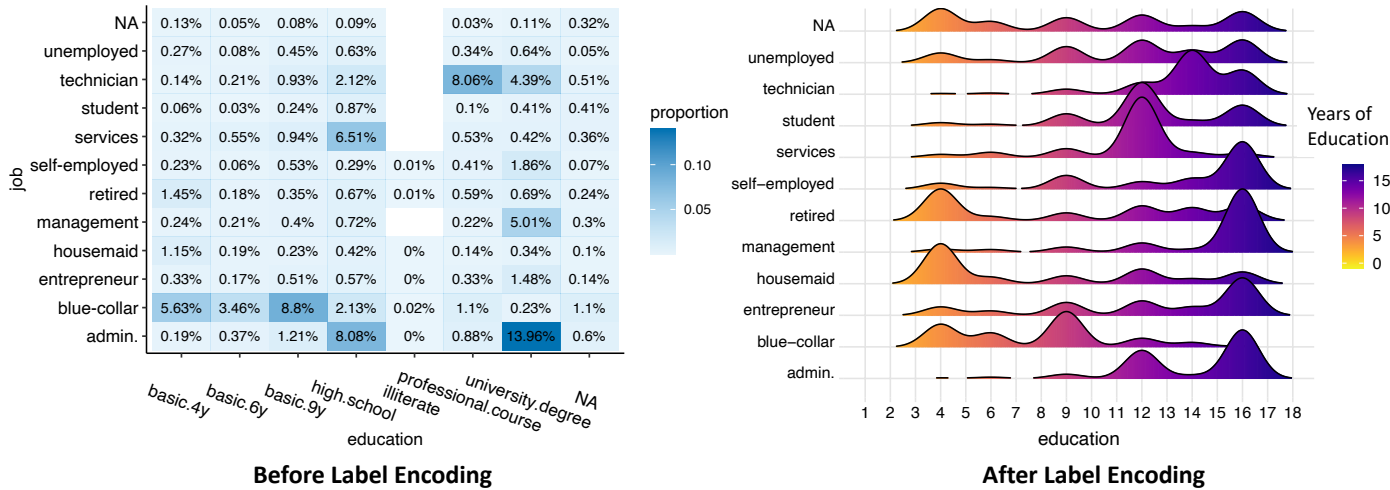 NA 0.13% 0.05% 0.08% 0.09% 0.03% 0.11% 0.32%
unemployed 0.27% 0.08% 0.45% 0.63% 0.34% 0.64% 0.05%
technician 0.14% 0.21% 0.93% 2.12% 8.06% 4.39% 0.51%
student 0.06% 0.03% 0.24% 0.87% 0.1% 0.41% 0.41%
services 0.32% 0.55% 0.94% 6.51% 0.53% 0.42% 0.36%
self-employed 0.23% 0.06% 0.53% 0.29% 0.01% 0.41% 1.86% 0.07%
retired 1.45% 0.18% 0.35% 0.67% 0.01% 0.59% 0.69% 0.24%
management 0.24% 0.21% 0.4% 0.72% 0.22% 5.01% 0.3%
housemaid 1.15% 0.19% 0.23% 0.42% 0% 0.14% 0.34% 0.1%
entrepreneur 0.33% 0.17% 0.51% 0.57% 0% 0.33% 1.48% 0.14%
blue-collar 5.63% 3.46% 8.8% 2.13% 0.02% 1.1% 0.23% 1.1%
admin. 0.19% 0.37% 1.21% 8.08% 0% 0.88% 13.96% 0.6%
job
basic.4y
basic.6y
basic.9y
high.school
illiterate
professional.course
university.degree
NA
education
proportion
0.10
0.05
Before Label Encoding
NA
unemployed
technician
student
services
self−employed
retired
management
housemaid
entrepreneur
blue−collar
admin.
1 2 3 4 5 6 7 8 9 10 11 12 13 14 15 16 17 18
education
Years of
Education
15
10
5
0
After Label Encoding